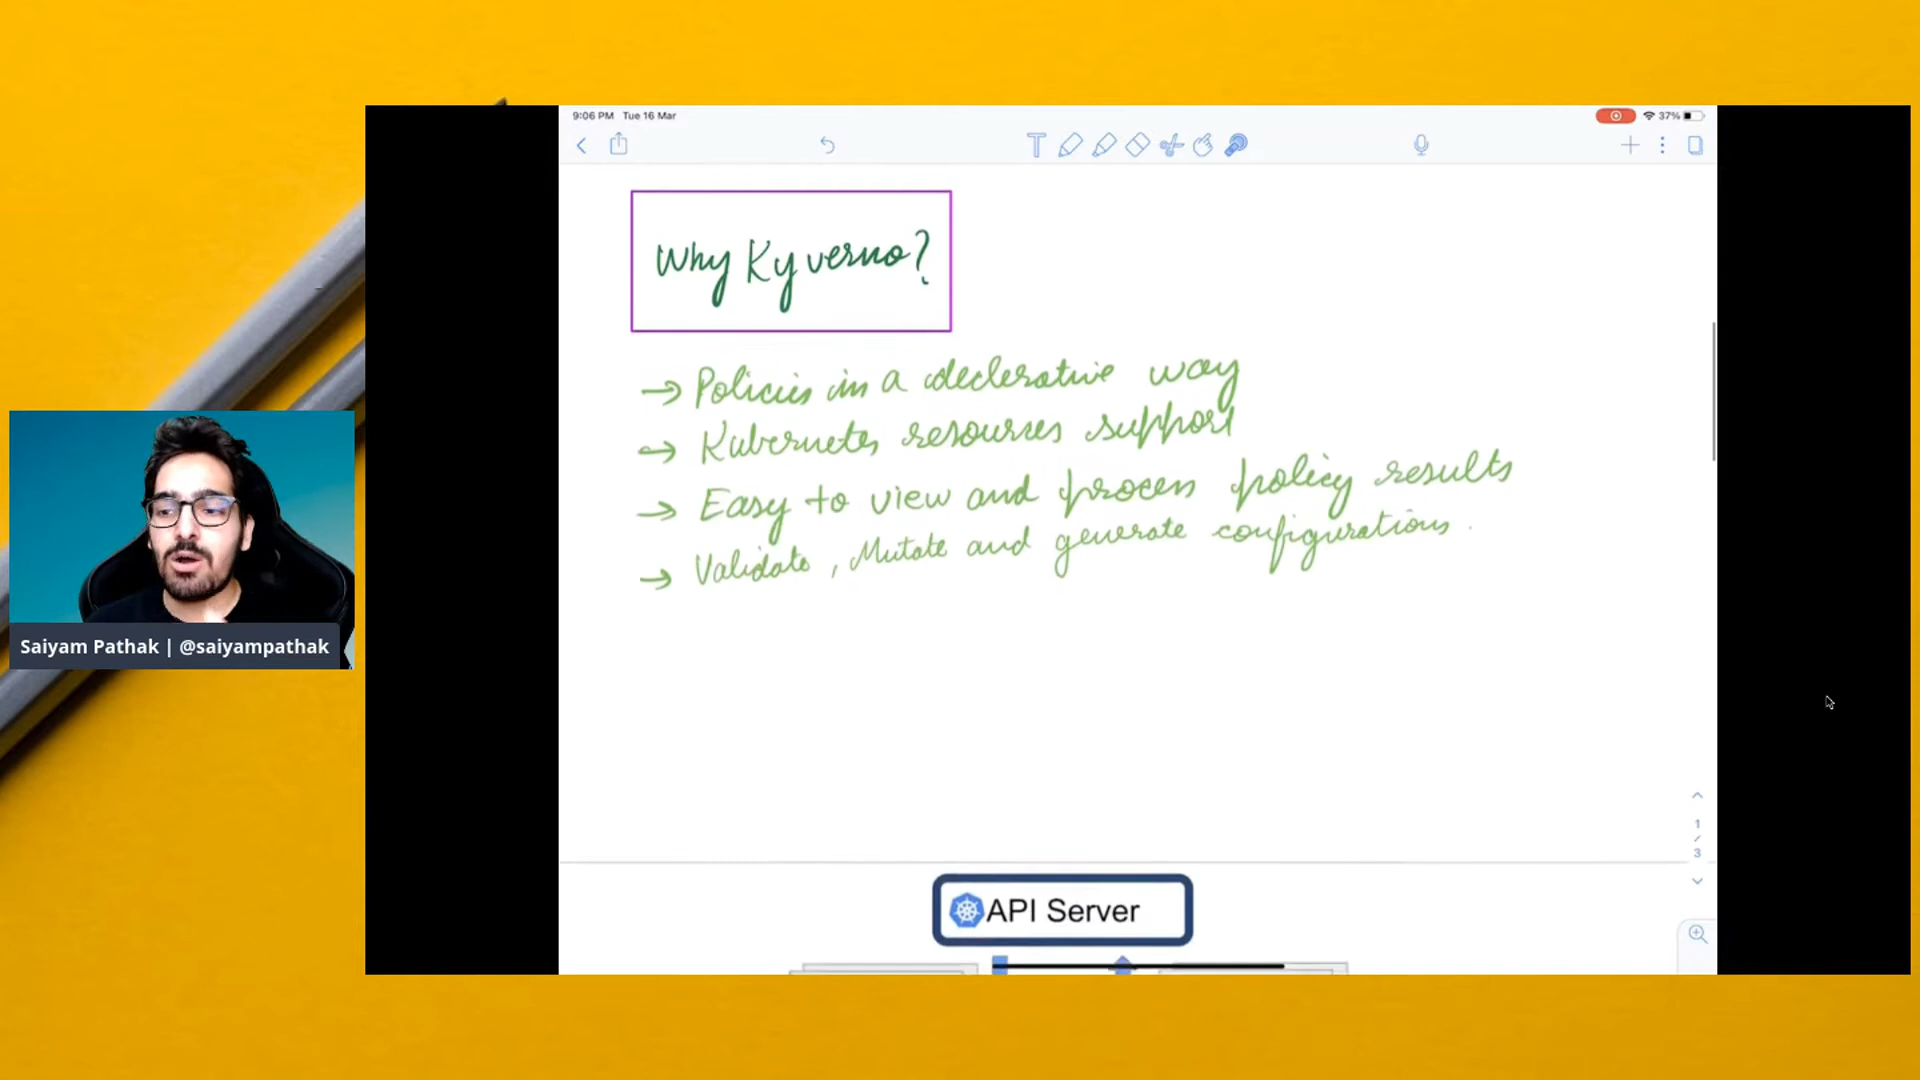 9:06 PM Tue 16 Mar
37%
T
Why Kyverno?
→ Policies in a declerative way
→ Kubernetes resources support
→ Easy to view and process policy results
→ Validate, Mutate and generate configurations.
Saiyam Pathak | @saiyampathak
1
/
3
API Server